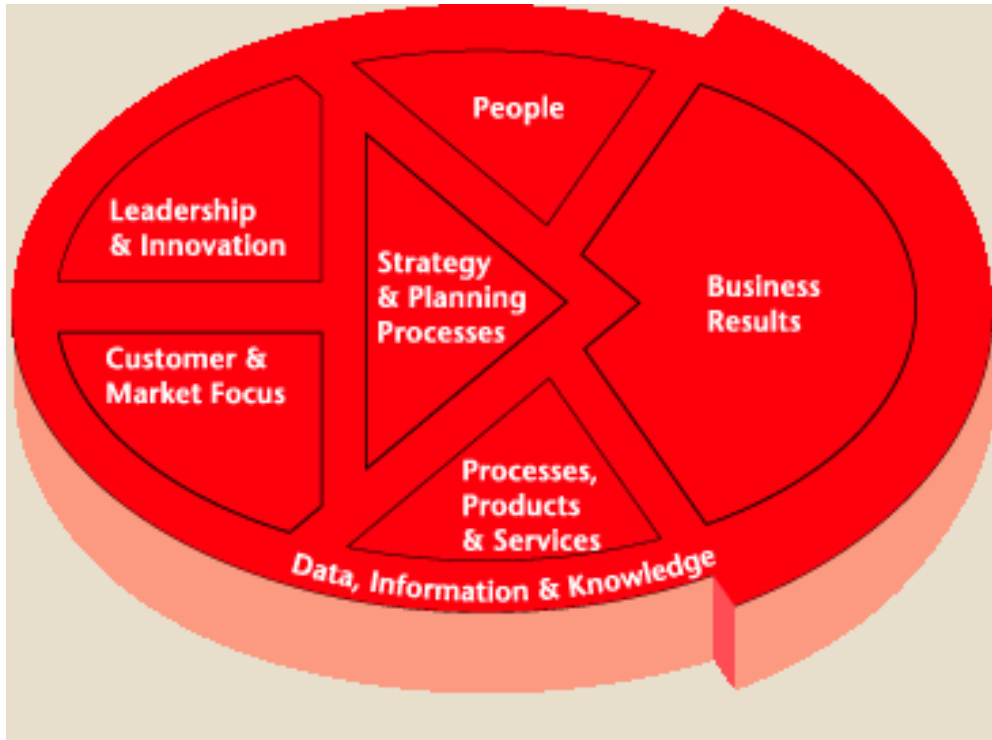 People
Leadership
& Innovation
Strategy
& Planning
Processes
Business
Results
Customer &
Market Focus
Processes,
Products
& Services
Data, Information & Knowledge